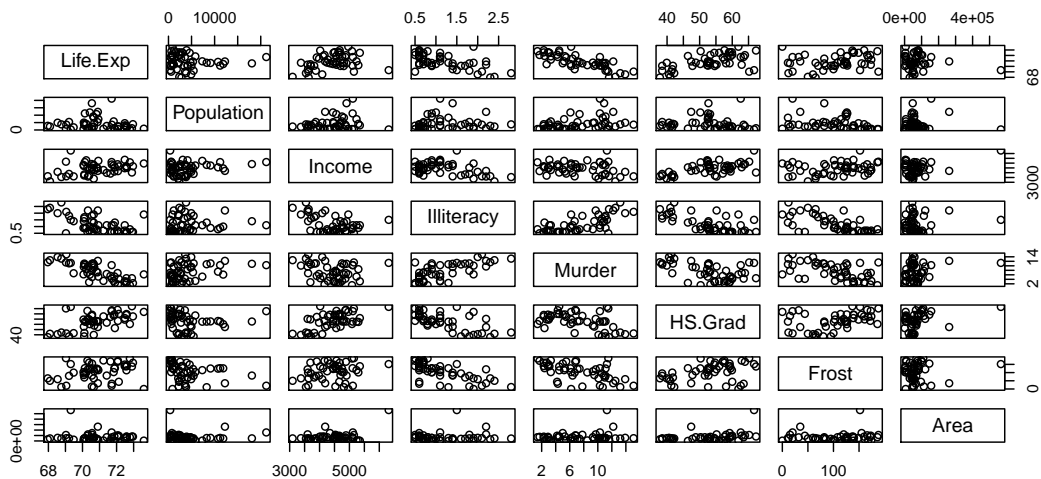 0 10000 0.5 1.5 2.5 40 50 60 0e+00 4e+05
Life.Exp
68
Population
0
Income
3000
Illiteracy
0.5
Murder
2 14
HS.Grad
40
Frost
0
Area
0e+00
68 70 72 3000 5000 2 6 10 0 100